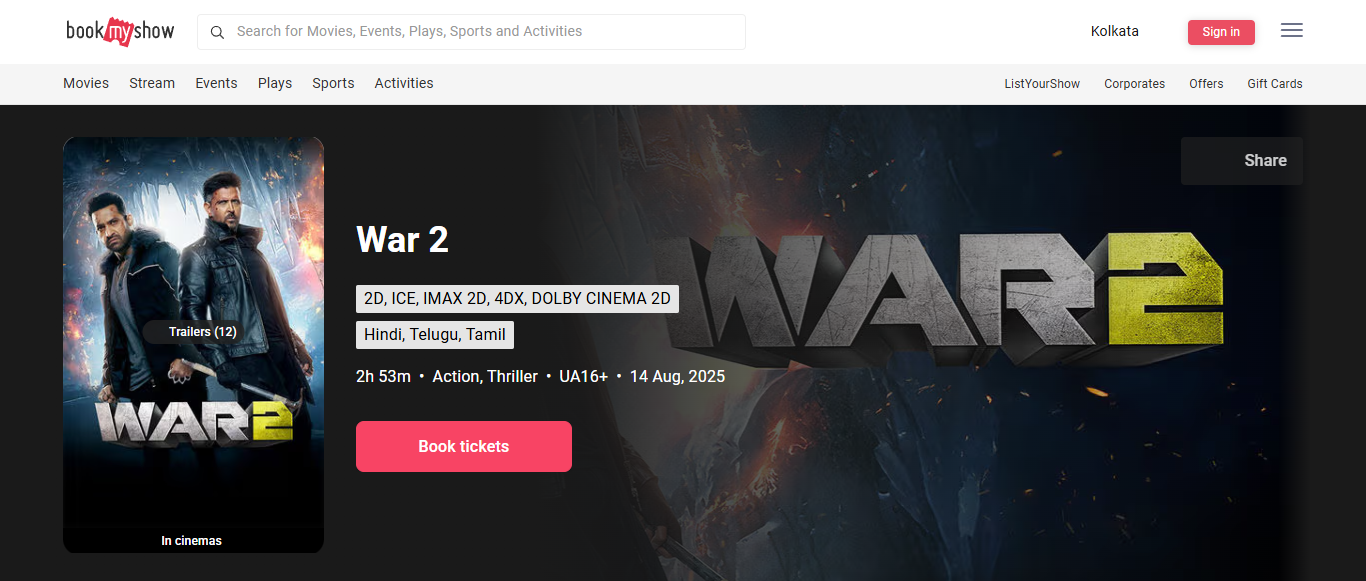 bookmyshow
Search for Movies, Events, Plays, Sports and Activities
Kolkata
Sign in
Movies Stream Events Plays Sports Activities
ListYourShow Corporates Offers Gift Cards
Share
WAR 2
Trailers (12)
WAR2
In cinemas
War 2
2D, ICE, IMAX 2D, 4DX, DOLBY CINEMA 2D
Hindi, Telugu, Tamil
2h 53m • Action, Thriller • UA16+ • 14 Aug, 2025
Book tickets